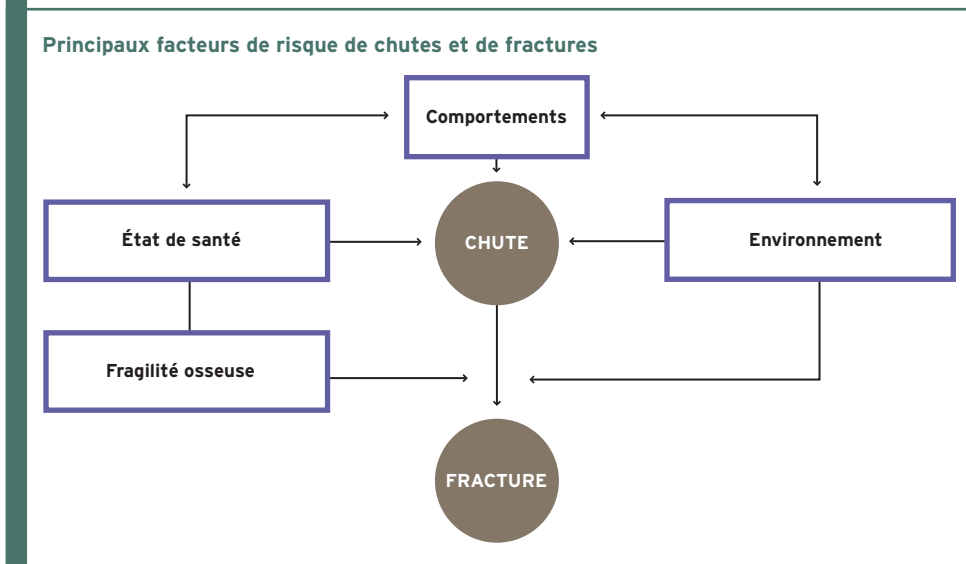 Principaux facteurs de risque de chutes et de fractures
Comportements
État de santé
CHUTE
Environnement
Fragilité osseuse
FRACTURE